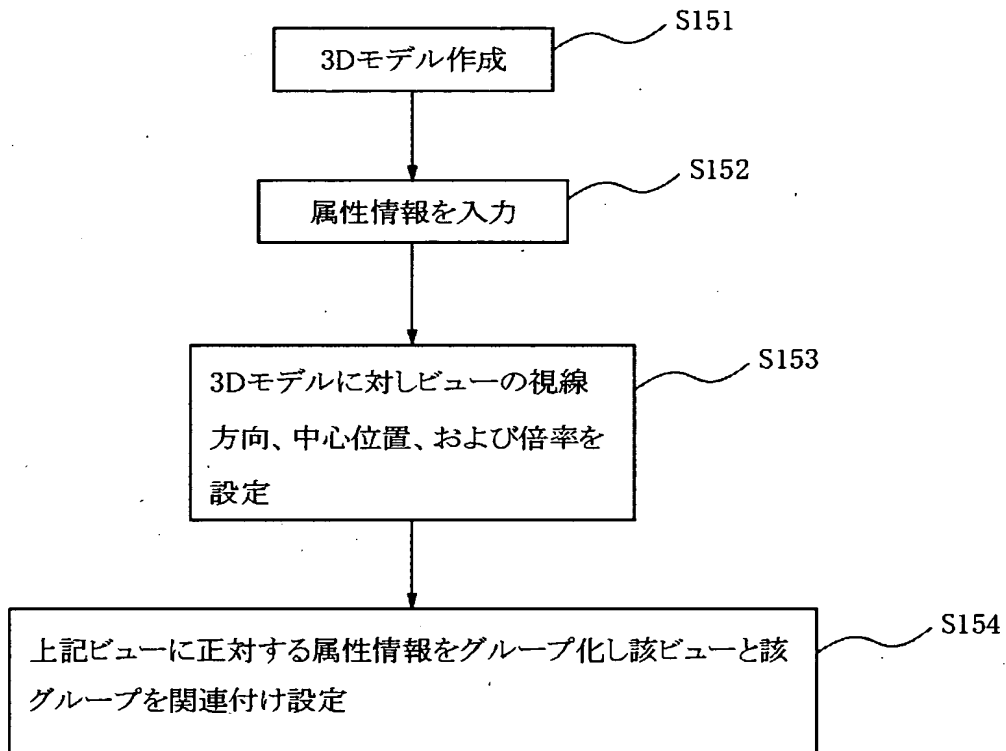 S151
3Dモデル作成
S152
属性情報を入力
S153
3Dモデルに対しビューの視線
方向、中心位置、および倍率を
設定
S154
上記ビューに正対する属性情報をグループ化し該ビューと該
グループを関連付け設定